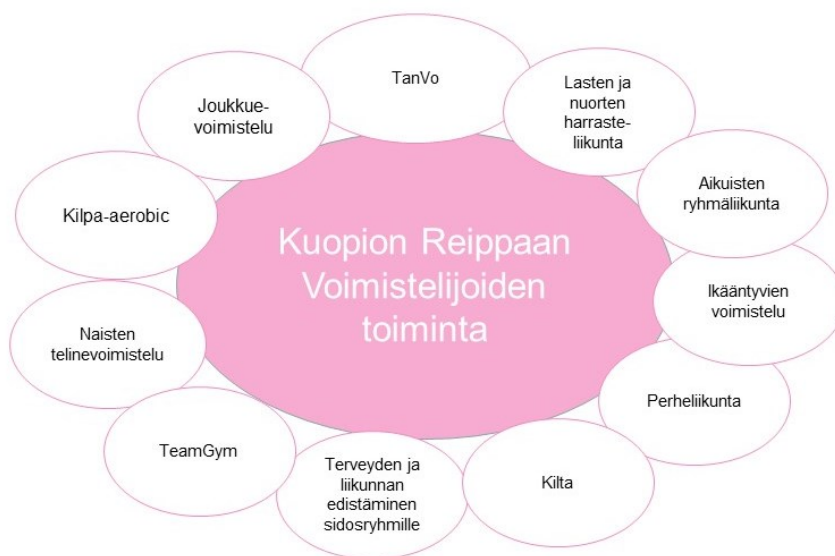 Kuopion Reippaan
Voimistelijoiden
toiminta
TanVo
Lasten ja
nuorten
harraste-
liikunta
Aikuisten
ryhmäliikunta
Ikääntyvien
voimistelu
Perheliikunta
Kilta
Terveyden ja
liikunnan
edistäminen
sidosryhmille
TeamGym
Naisten
telinevoimistelu
Kilpa-aerobic
Joukkue-
voimistelu